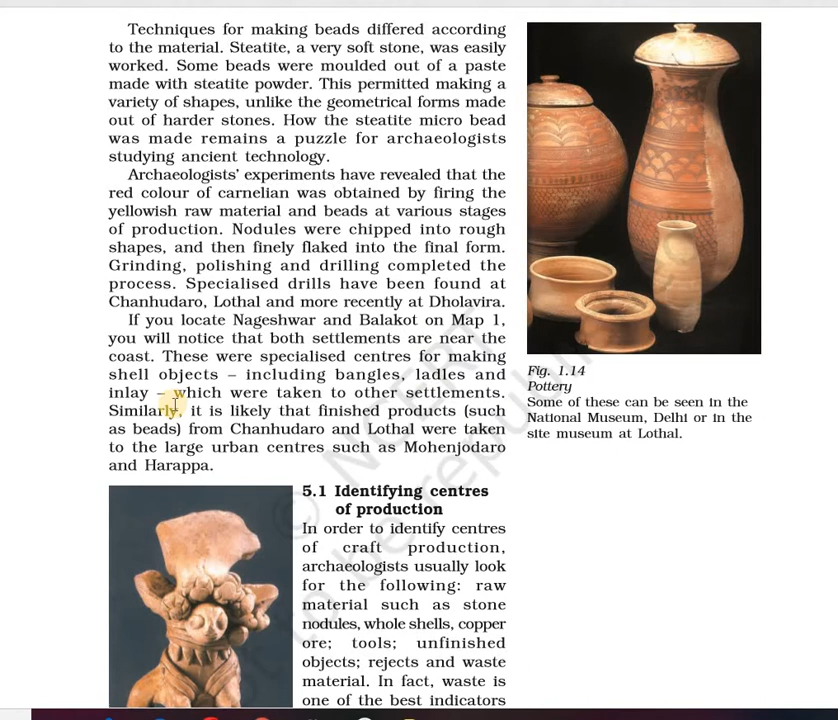 Techniques for making beads differed according
to the material. Steatite, a very soft stone, was easily
worked. Some beads were moulded out of a paste
made with steatite powder. This permitted making a
variety of shapes, unlike the geometrical forms made
out of harder stones. How the steatite micro bead
was made remains a puzzle for archaeologists
studying ancient technology.
Archaeologists' experiments have revealed that the
red colour of carnelian was obtained by firing the
yellowish raw material and beads at various stages
of production. Nodules were chipped into rough
shapes, and then finely flaked into the final form.
Grinding, polishing and drilling completed the
process. Specialised drills have been found at
Chanhudaro, Lothal and more recently at Dholavira.
If you locate Nageshwar and Balakot on Map 1,
you will notice that both settlements are near the
coast. These were specialised centres for making
shell objects – including bangles, ladles and
inlay – which were taken to other settlements.
Similarly, it is likely that finished products (such
as beads) from Chanhudaro and Lothal were taken
to the large urban centres such as Mohenjodaro
and Harappa.
5.1 Identifying centres
of production
In order to identify centres
of craft production,
archaeologists usually look
for the following: raw
material such as stone
nodules, whole shells, copper
ore; tools; unfinished
objects; rejects and waste
material. In fact, waste is
one of the best indicators
Fig. 1.14
Pottery
Some of these can be seen in the
National Museum, Delhi or in the
site museum at Lothal.
© NCERT